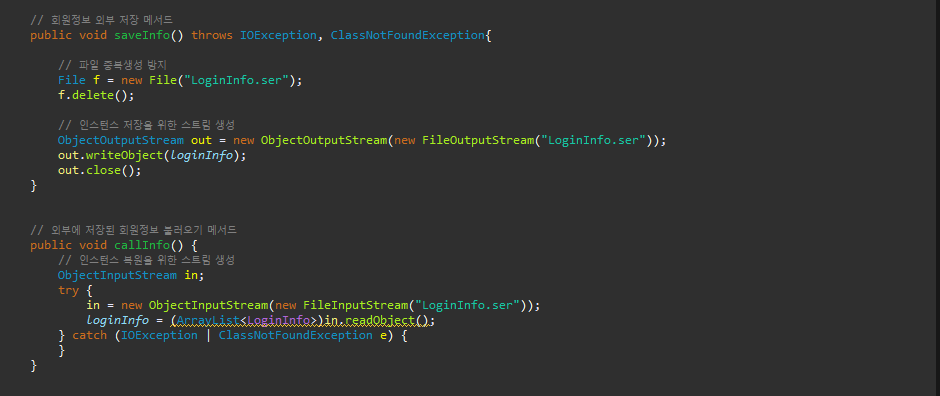 // 회원정보 외부 저장 메서드
public void saveInfo() throws IOException, ClassNotFoundException{
// 파일 중복생성 방지
File f = new File("LoginInfo.ser");
f.delete();
// 인스턴스 저장을 위한 스트림 생성
ObjectOutputStream out = new ObjectOutputStream(new FileOutputStream("LoginInfo.ser"));
out.writeObject(loginInfo);
out.close();
}
// 외부에 저장된 회원정보 불러오기 메서드
public void callInfo() {
// 인스턴스 복원을 위한 스트림 생성
ObjectInputStream in;
try {
in = new ObjectInputStream(new FileInputStream("LoginInfo.ser"));
loginInfo = (ArrayList<LoginInfo>)in.readObject();
} catch (IOException | ClassNotFoundException e) {
}
}